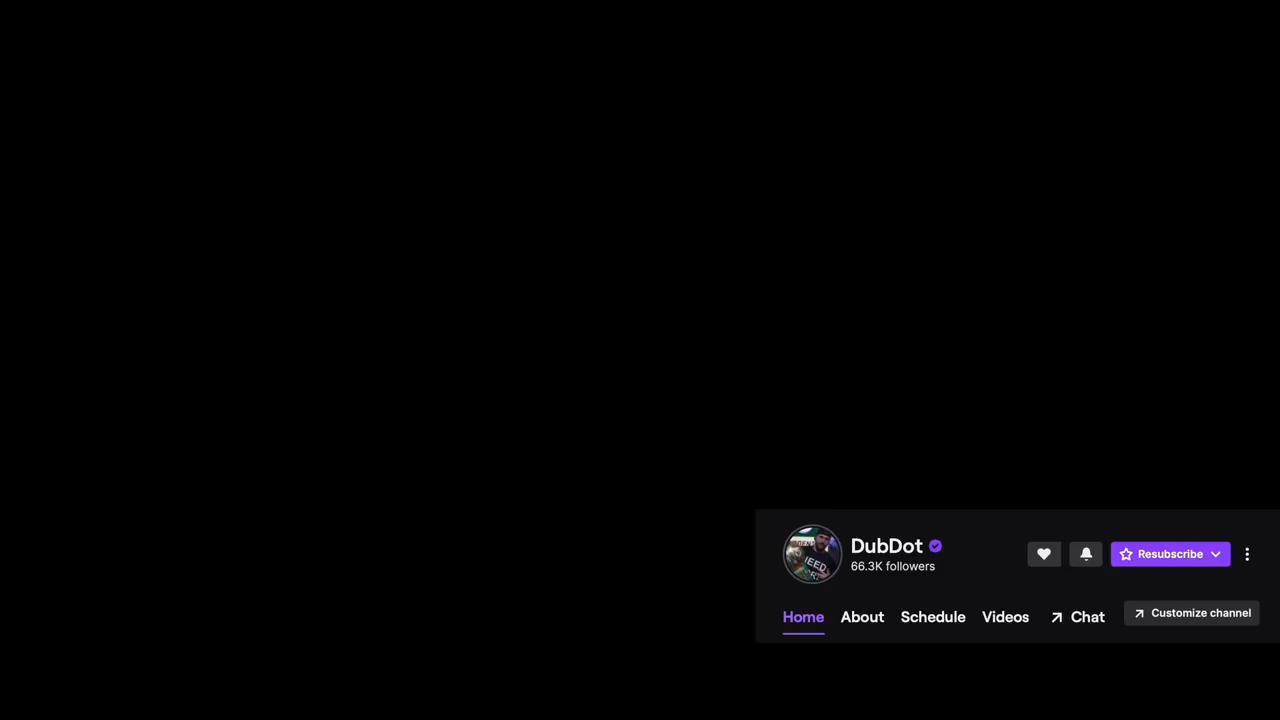 DubDot
66.3K followers
Resubscribe
Home About Schedule Videos Chat Customize channel